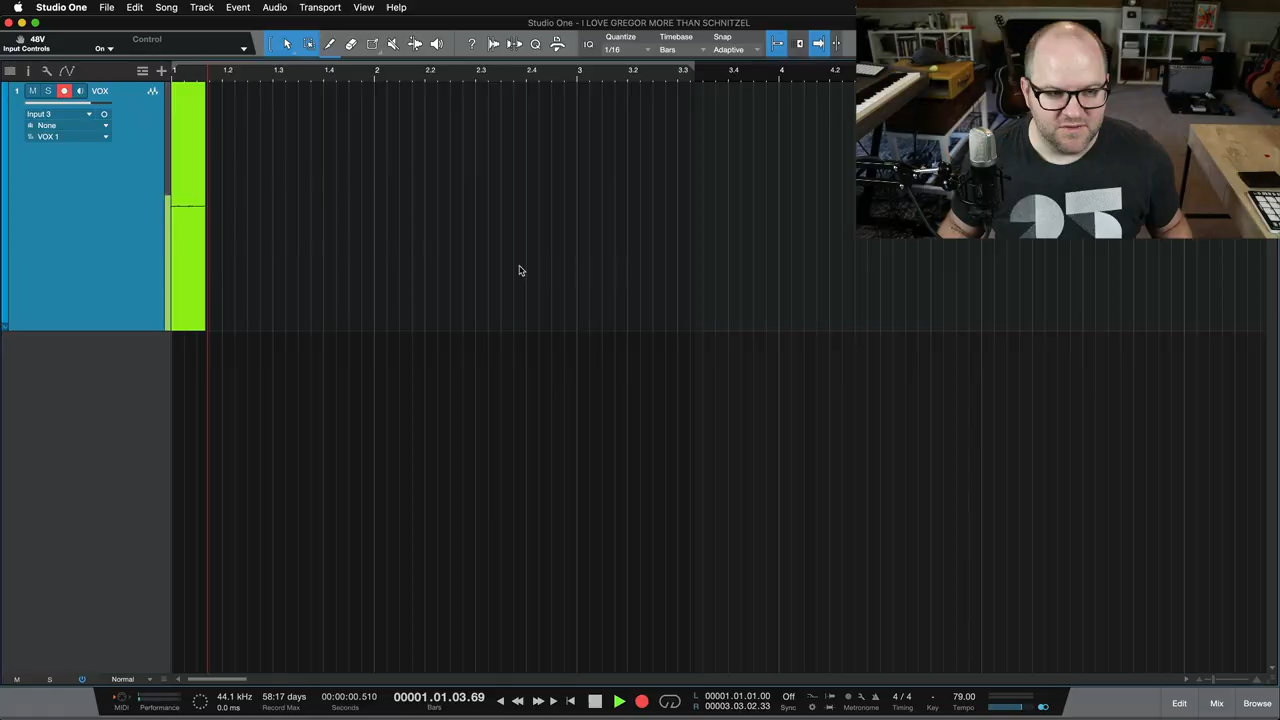 Studio One File Edit Song Track Event Audio Transport View Help
Studio One - I LOVE GREGOR MORE THAN SCHNITZEL
48V Control
Input Controls On
? IQ Quantize Timebase Snap
1/16 Bars Adaptive
i 1 1.2 1.3 1.4 2 2.2 2.3 2.4 3 3.2 3.3 3.4 4 4.2
1 M S VOX
Input 3
None
VOX 1
25
M S Normal
MIDI Performance
44.1 kHz 58:17 days 00:00:00.510 00001.01.03.69
0.0 ms Record Max Seconds Bars
L 00001.01.01.00 Off 4 / 4 - 79.00
R 00003.03.02.33 Sync Metronome Timing Key Tempo
Edit Mix Browse